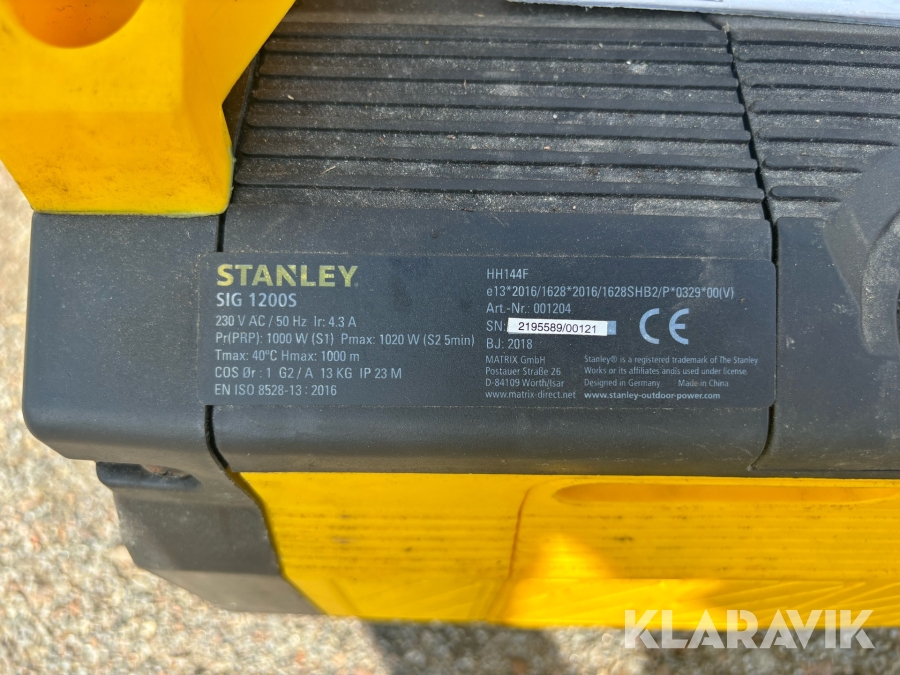 STANLEY
SIG 1200S
230 V AC / 50 Hz Ir: 4.3 A
Pr(PRP): 1000 W (S1) Pmax: 1020 W (S2 5min)
Tmax: 40°C Hmax: 1000 m
COS Ør : 1 G2 / A 13 KG IP 23 M
EN ISO 8528-13 : 2016
HH144F
e13*2016/1628*2016/1628SHB2/P*0329*00(V)
Art.-Nr.: 001204
SN: 2195589/00121
BJ: 2018
CE
MATRIX GmbH
Postauer Straße 26
D-84109 Wörth/Isar
www.matrix-direct.net
Stanley® is a registered trademark of The Stanley
Works or its affiliates and is used under license.
Designed in Germany Made in China
www.stanley-outdoor-power.com
KLARAVIK